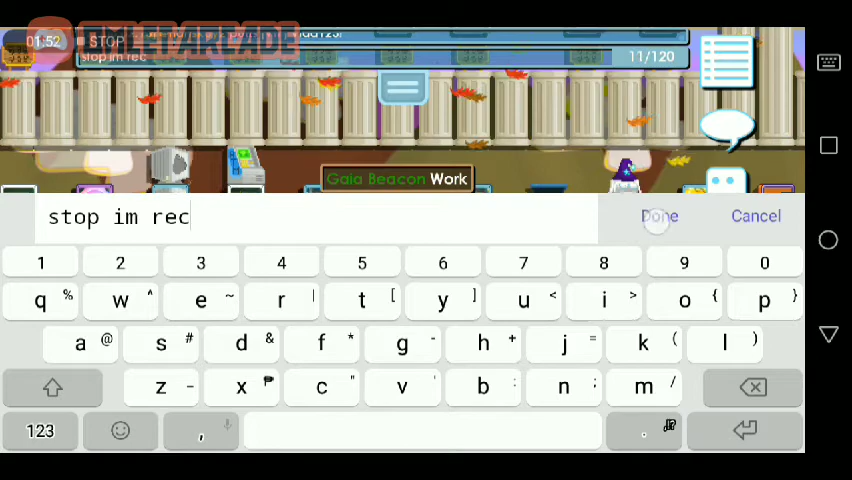 01:52 STOP
stop im rec 11/120
Gaia Beacon Work
stop im rec Done Cancel
1 2 3 4 5 6 7 8 9 0
q % w ^ e ~ r | t [ y ] u < i > o { p }
a @ s # d & f * g - h + j = k ( l )
z _ x c " v ' b : n ; m /
123 , .